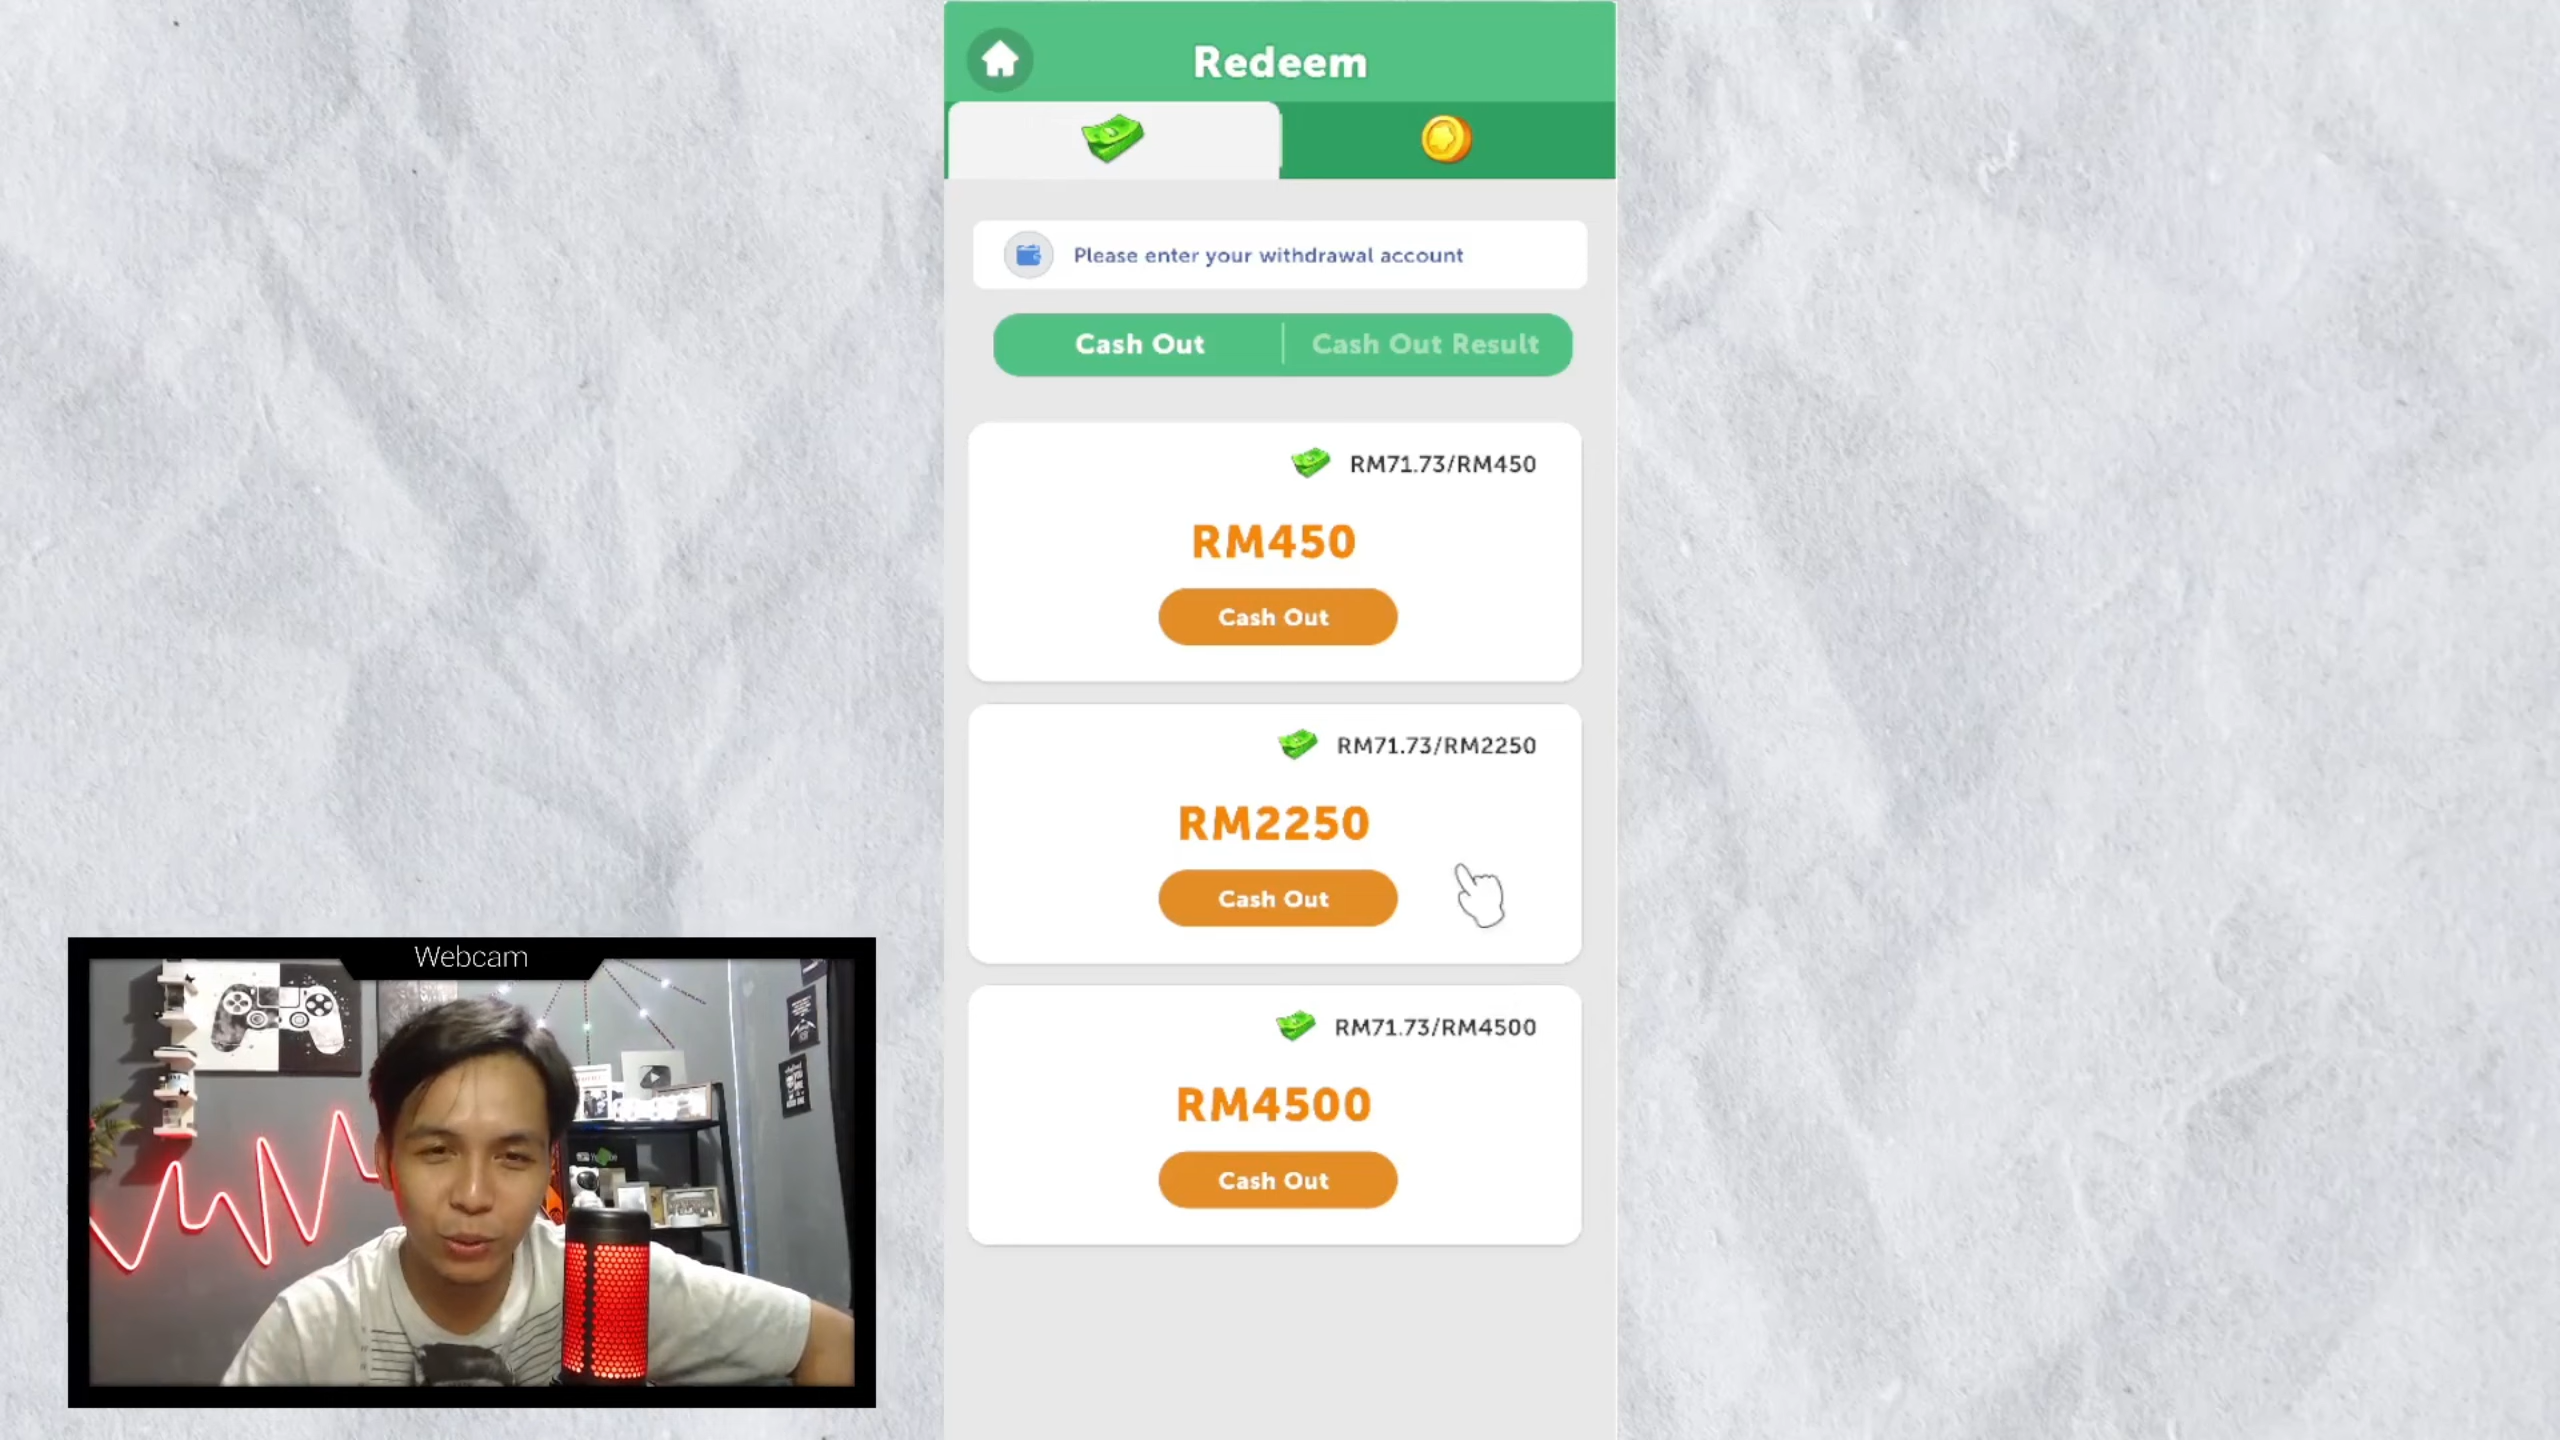 Redeem
Please enter your withdrawal account
Cash Out
Cash Out Result
RM71.73/RM450
RM450
Cash Out
RM71.73/RM2250
RM2250
Cash Out
RM71.73/RM4500
RM4500
Cash Out
Webcam